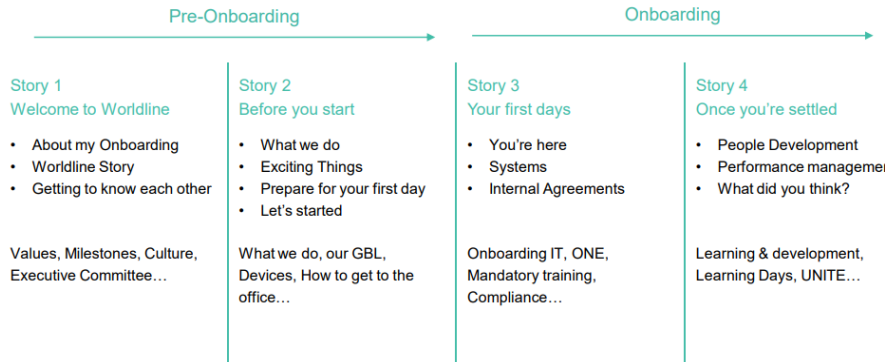 Pre-Onboarding
Onboarding
Story 1
Welcome to Worldline
• About my Onboarding
• Worldline Story
• Getting to know each other
Values, Milestones, Culture,
Executive Committee…
Story 2
Before you start
• What we do
• Exciting Things
• Prepare for your first day
• Let’s started
What we do, our GBL,
Devices, How to get to the
office…
Story 3
Your first days
• You’re here
• Systems
• Internal Agreements
Onboarding IT, ONE,
Mandatory training,
Compliance…
Story 4
Once you’re settled
• People Development
• Performance managemen
• What did you think?
Learning & development,
Learning Days, UNITE…